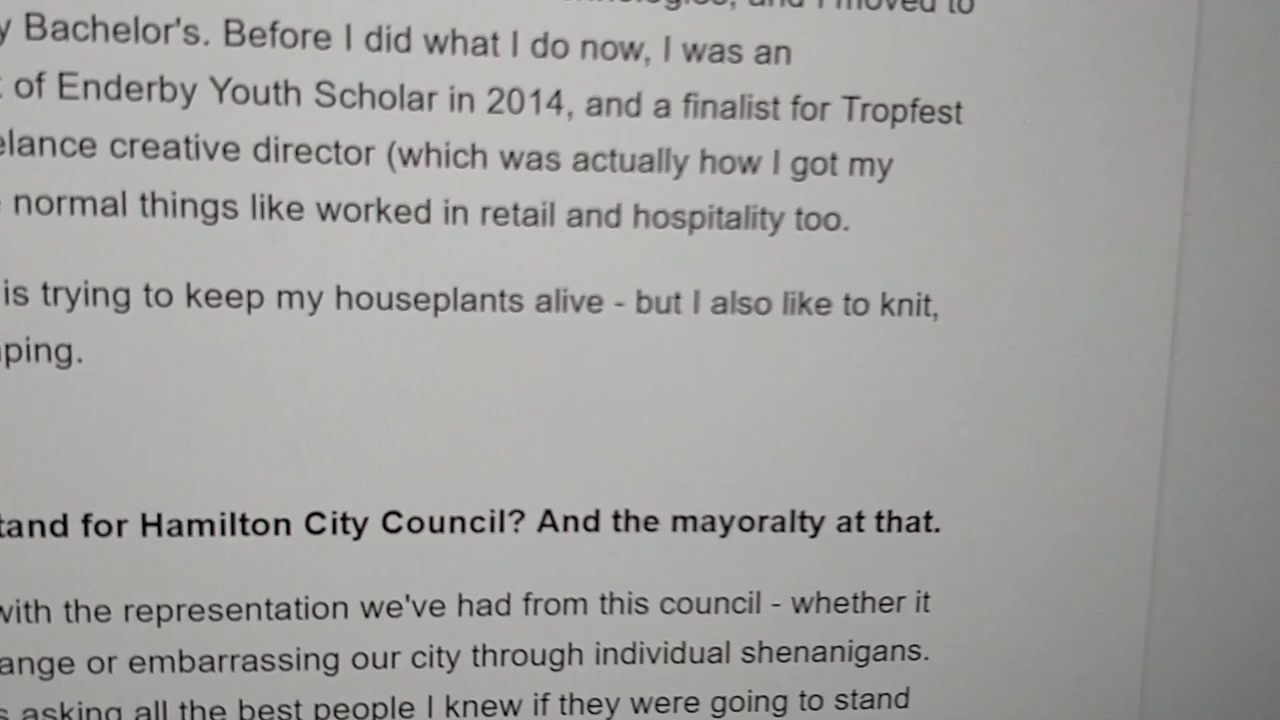 and I moved to
y Bachelor's. Before I did what I do now, I was an
of Enderby Youth Scholar in 2014, and a finalist for Tropfest
elance creative director (which was actually how I got my
normal things like worked in retail and hospitality too.
is trying to keep my houseplants alive - but I also like to knit,
ping.
tand for Hamilton City Council? And the mayoralty at that.
with the representation we've had from this council - whether it
ange or embarrassing our city through individual shenanigans.
s asking all the best people I knew if they were going to stand